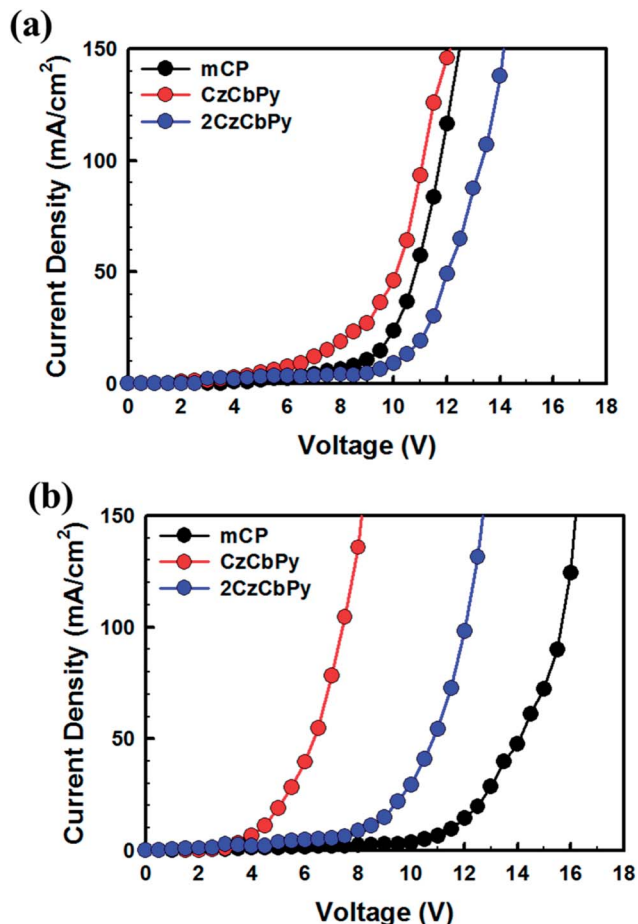 (a)
150
100
50
0
mCP
CzCbPy
2CzCbPy
Current Density (mA/cm²)
0 2 4 6 8 10 12 14 16 18
Voltage (V)
(b)
150
100
50
0
mCP
CzCbPy
2CzCbPy
Current Density (mA/cm²)
0 2 4 6 8 10 12 14 16 18
Voltage (V)